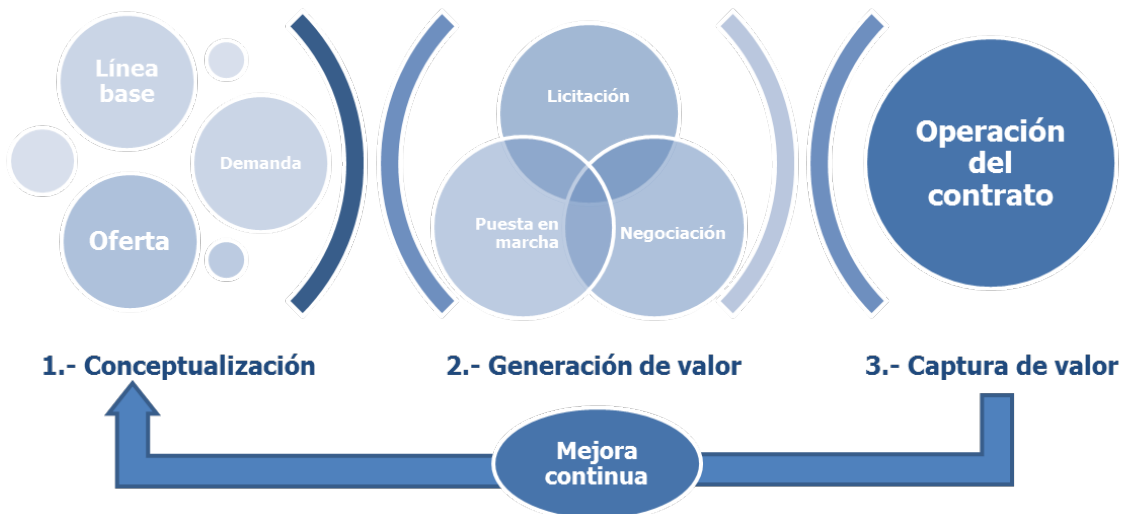 Línea
base
Demanda
Oferta
Licitación
Puesta en
marcha
Negociación
Operación
del
contrato
1.- Conceptualización
2.- Generación de valor
3.- Captura de valor
Mejora
continua